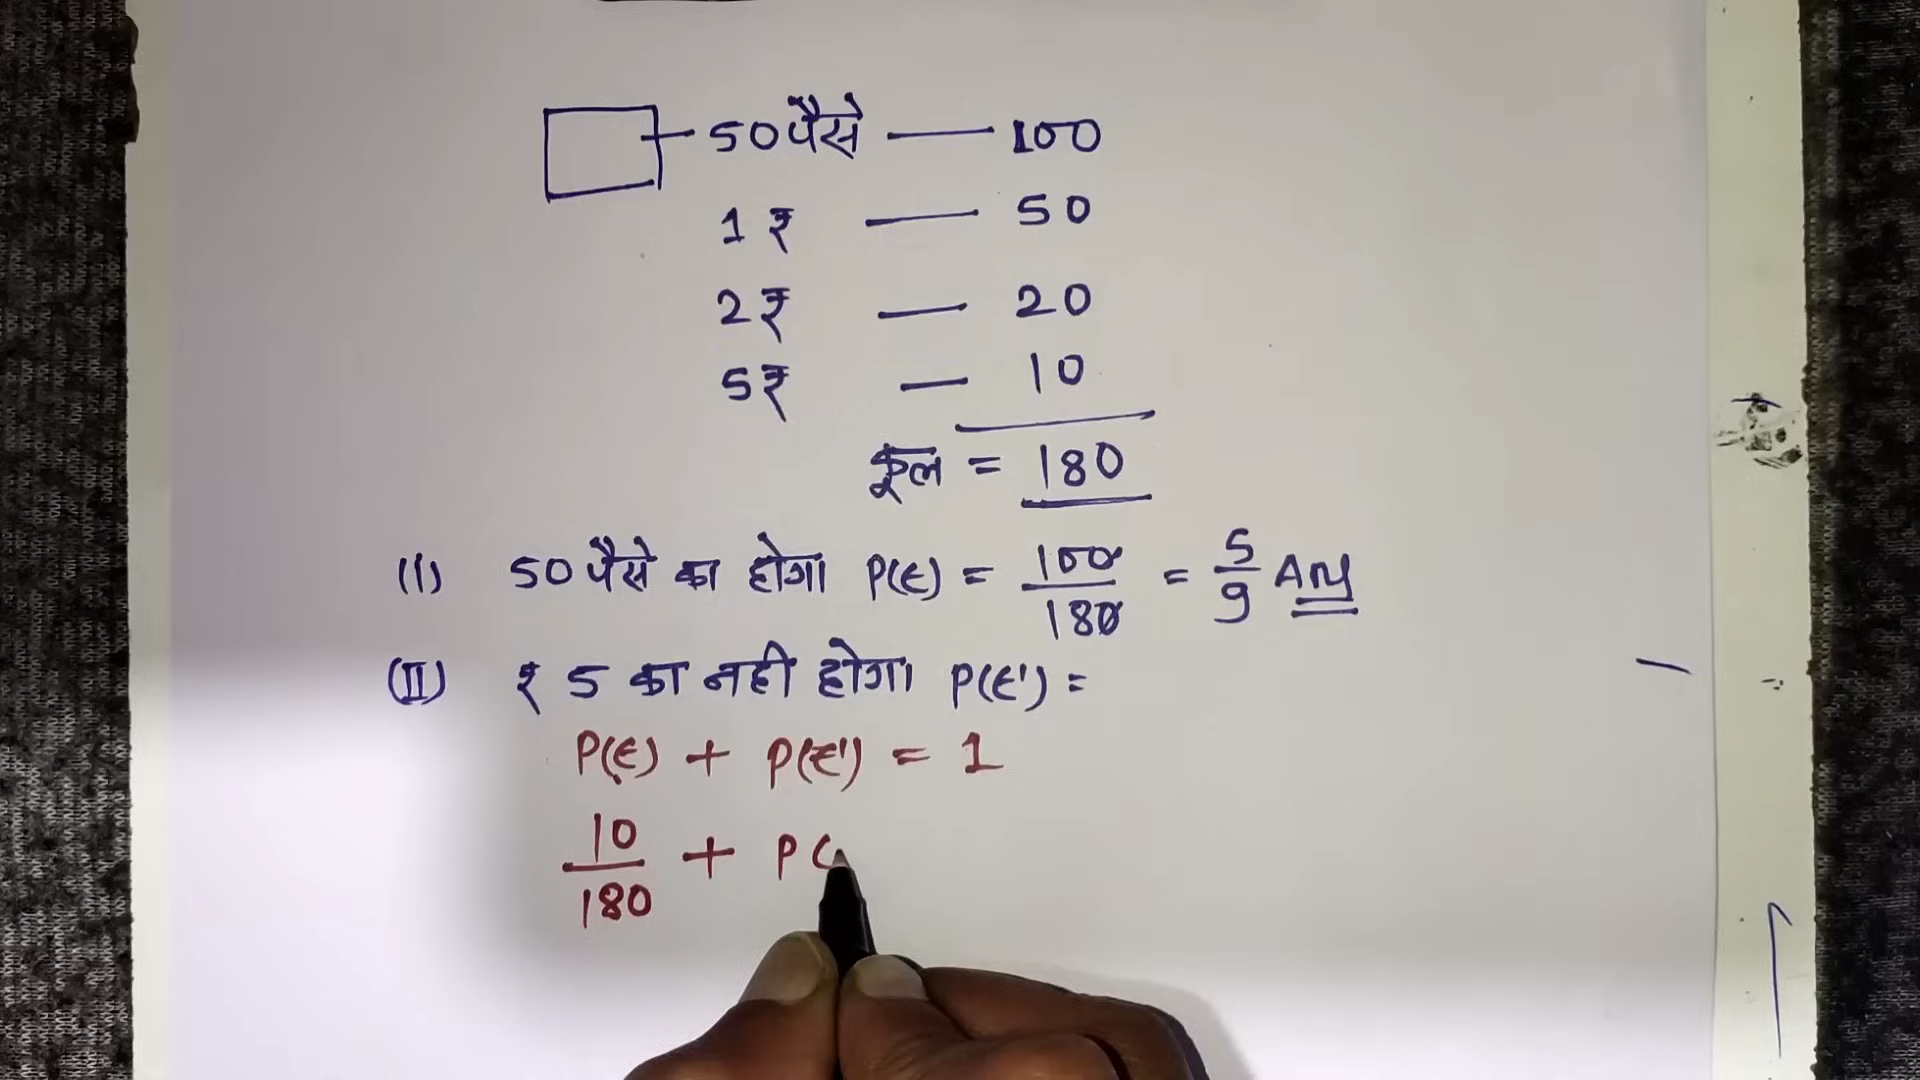 50 पैसे — 100
1 ₹ — 50
2 ₹ — 20
5 ₹ — 10
कूल = 180
(I) 50 पैसे का होगा P(E) = 100/180 = 5/9 Ans
(II) ₹ 5 का नही होगा P(E') =
P(E) + P(E') = 1
10/180 + P(